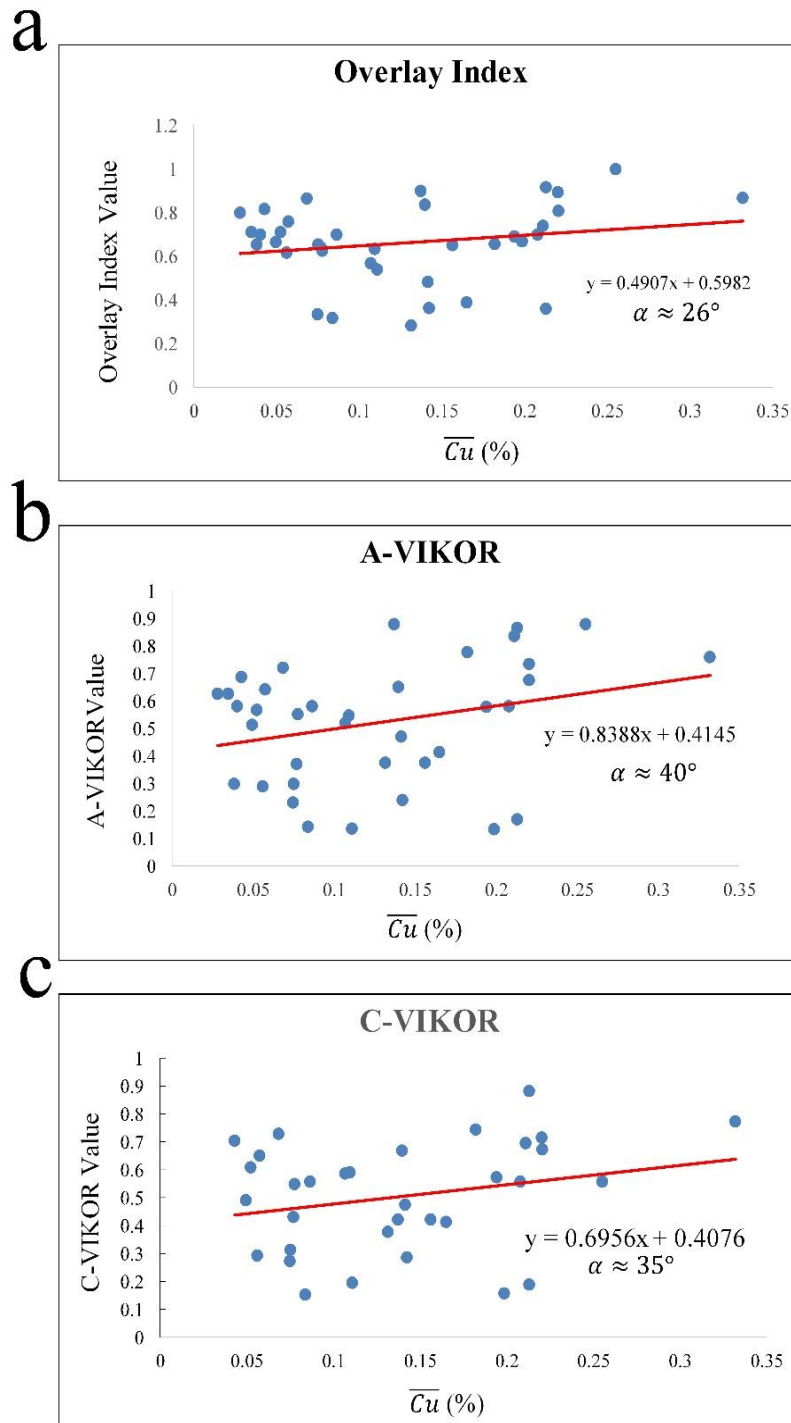 a
Overlay Index
Overlay Index Value
1.2
1
0.8
0.6
0.4
0.2
0
0 0.05 0.1 0.15 0.2 0.25 0.3 0.35
y = 0.4907x + 0.5982
α ≈ 26°
C̅u̅ (%)
b
A-VIKOR
A-VIKOR Value
1
0.9
0.8
0.7
0.6
0.5
0.4
0.3
0.2
0.1
0
0 0.05 0.1 0.15 0.2 0.25 0.3 0.35
y = 0.8388x + 0.4145
α ≈ 40°
C̅u̅ (%)
c
C-VIKOR
C-VIKOR Value
1
0.9
0.8
0.7
0.6
0.5
0.4
0.3
0.2
0.1
0
0 0.05 0.1 0.15 0.2 0.25 0.3 0.35
y = 0.6956x + 0.4076
α ≈ 35°
C̅u̅ (%)